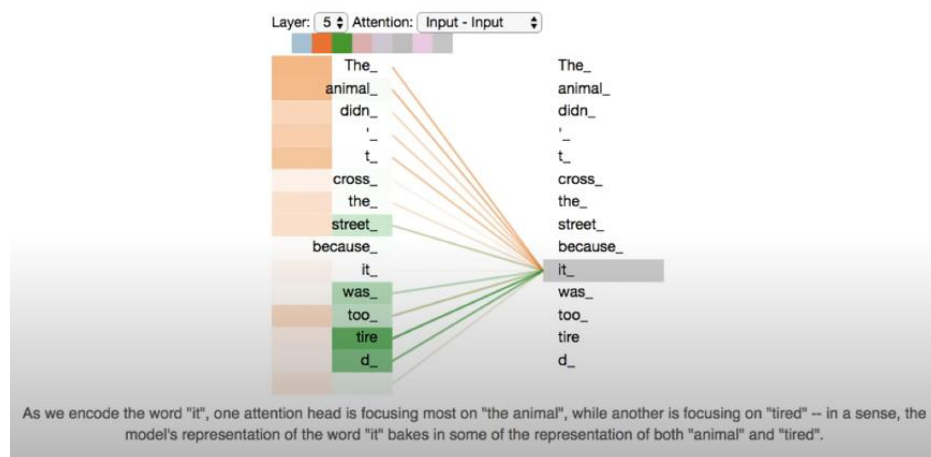 Layer: 5 Attention: Input - Input
The_ The_
animal_ animal_
didn_ didn_
'_ '_
t_ t_
cross_ cross_
the_ the_
street_ street_
because_ because_
it_ it_
was_ was_
too_ too_
tire tire
d_ d_
As we encode the word "it", one attention head is focusing most on "the animal", while another is focusing on "tired" -- in a sense, the
model's representation of the word "it" bakes in some of the representation of both "animal" and "tired".